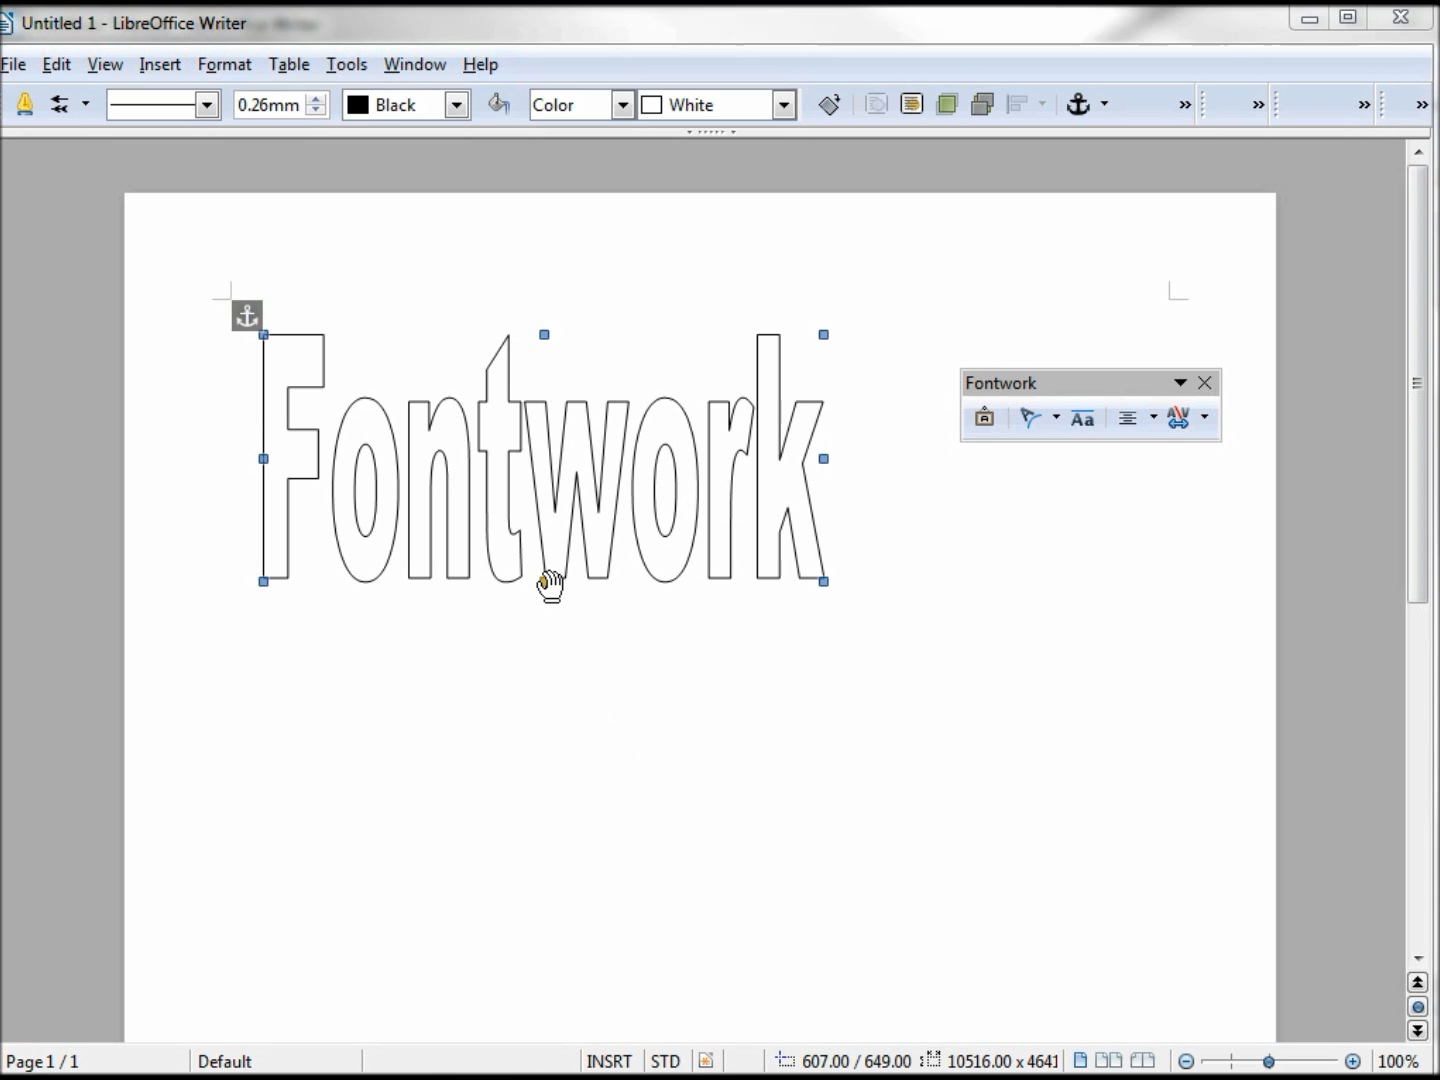 Untitled 1 - LibreOffice Writer
File Edit View Insert Format Table Tools Window Help
0.26mm Black Color White
Fontwork
Fontwork
Aa
Page 1 / 1 Default INSRT STD 607.00 / 649.00 10516.00 x 4641 100%